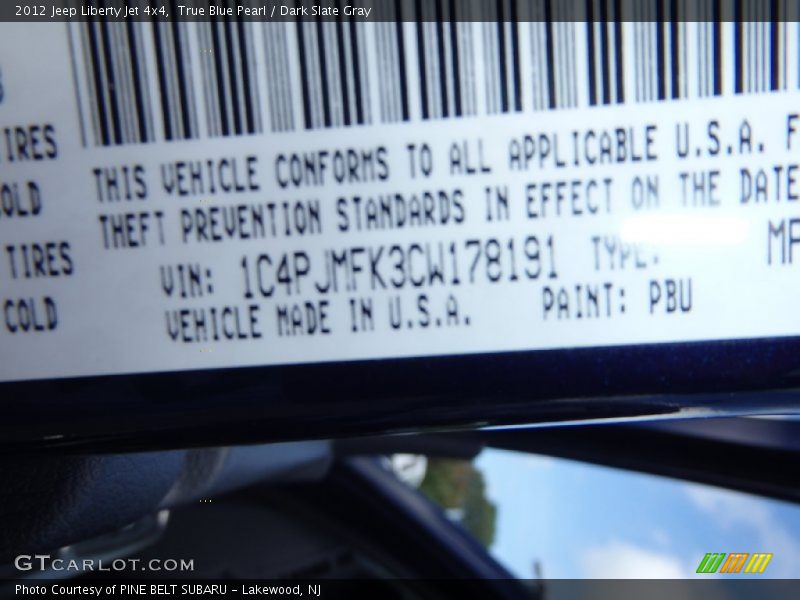 2012 Jeep Liberty Jet 4x4, True Blue Pearl / Dark Slate Gray
TIRES
COLD
THIS VEHICLE CONFORMS TO ALL APPLICABLE U.S.A. F
THEFT PREVENTION STANDARDS IN EFFECT ON THE DATE
TIRES
COLD
VIN: 1C4PJMFK3CW178191 TYPE:
VEHICLE MADE IN U.S.A. PAINT: PBU
GTCARLOT.COM
Photo Courtesy of PINE BELT SUBARU - Lakewood, NJ